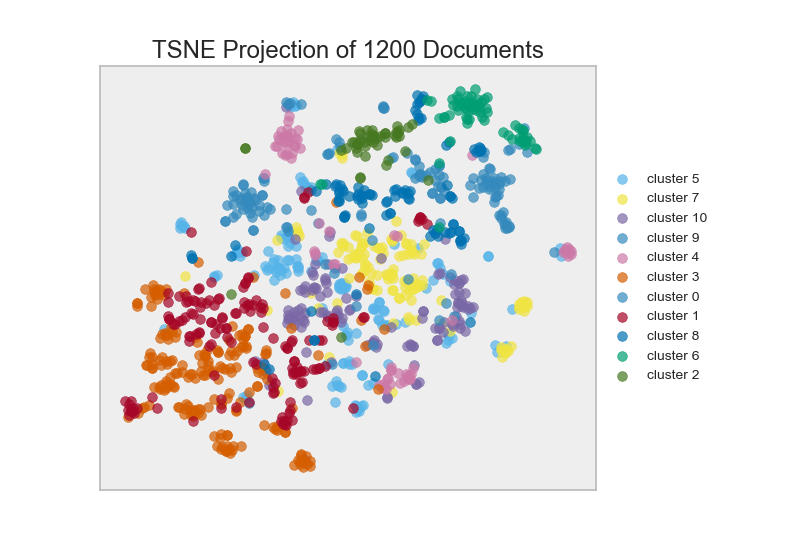 TSNE Projection of 1200 Documents
cluster 5
cluster 7
cluster 10
cluster 9
cluster 4
cluster 3
cluster 0
cluster 1
cluster 8
cluster 6
cluster 2